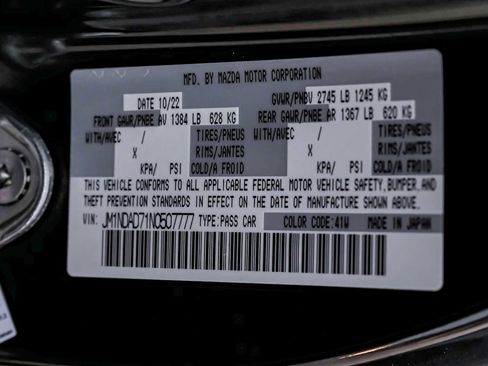 MFD. BY MAZDA MOTOR CORPORATION
DATE 10/22 GVWR/PNBV 2745 LB 1245 KG
FRONT GAWR/PNBE AV 1384 LB 628 KG REAR GAWR/PNBE AR 1367 LB 620 KG
WITH/AVEC / TIRES/PNEUS WITH/AVEC / TIRES/PNEUS
X RIMS/JANTES X RIMS/JANTES
KPA/ PSI COLD/A FROID KPA/ PSI COLD/A FROID
THIS VEHICLE CONFORMS TO ALL APPLICABLE FEDERAL MOTOR VEHICLE SAFETY, BUMPER, AND
THEFT PREVENTION STANDARDS IN EFFECT ON THE DATE OF MANUFACTURE SHOWN ABOVE.
VIN: JM1NDAD71N0507777 TYPE: PASS CAR COLOR CODE: 41W MADE IN JAPAN